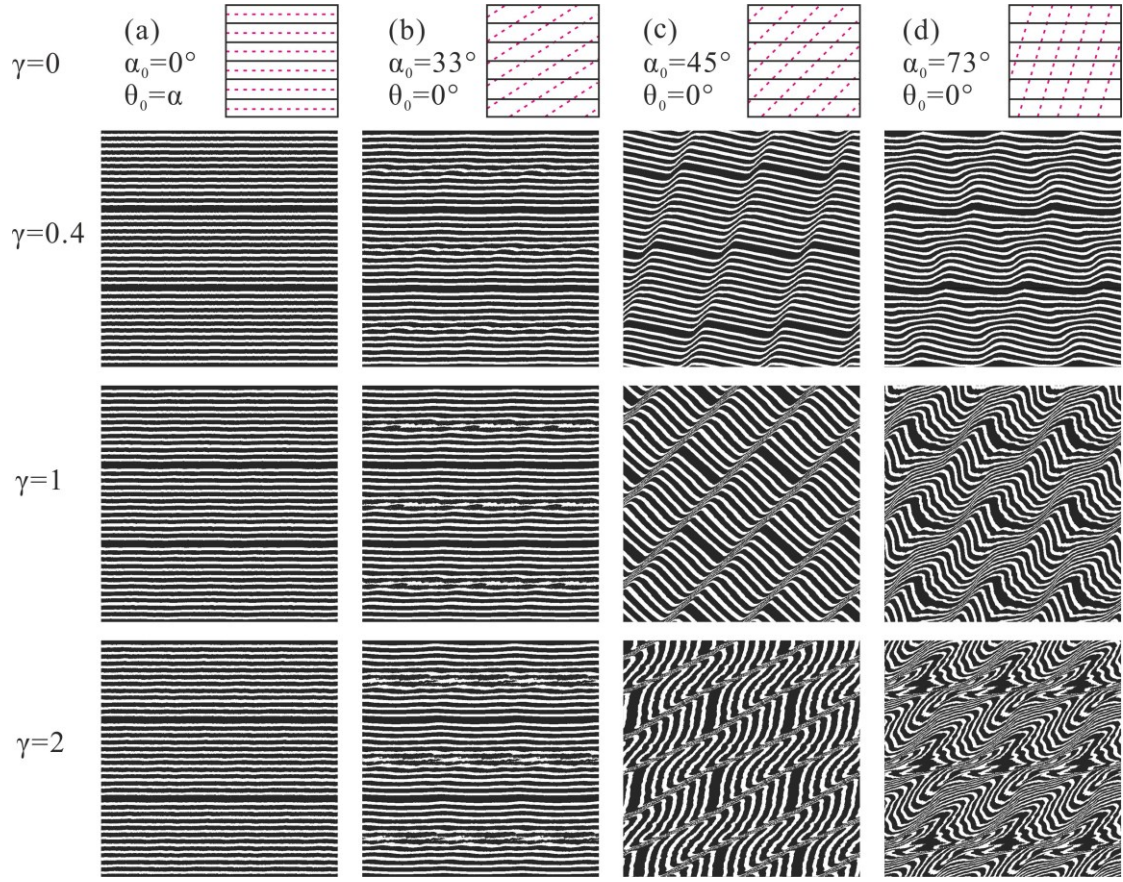 γ=0
(a)
α₀=0°
θ₀=α
(b)
α₀=33°
θ₀=0°
(c)
α₀=45°
θ₀=0°
(d)
α₀=73°
θ₀=0°
γ=0.4
γ=1
γ=2